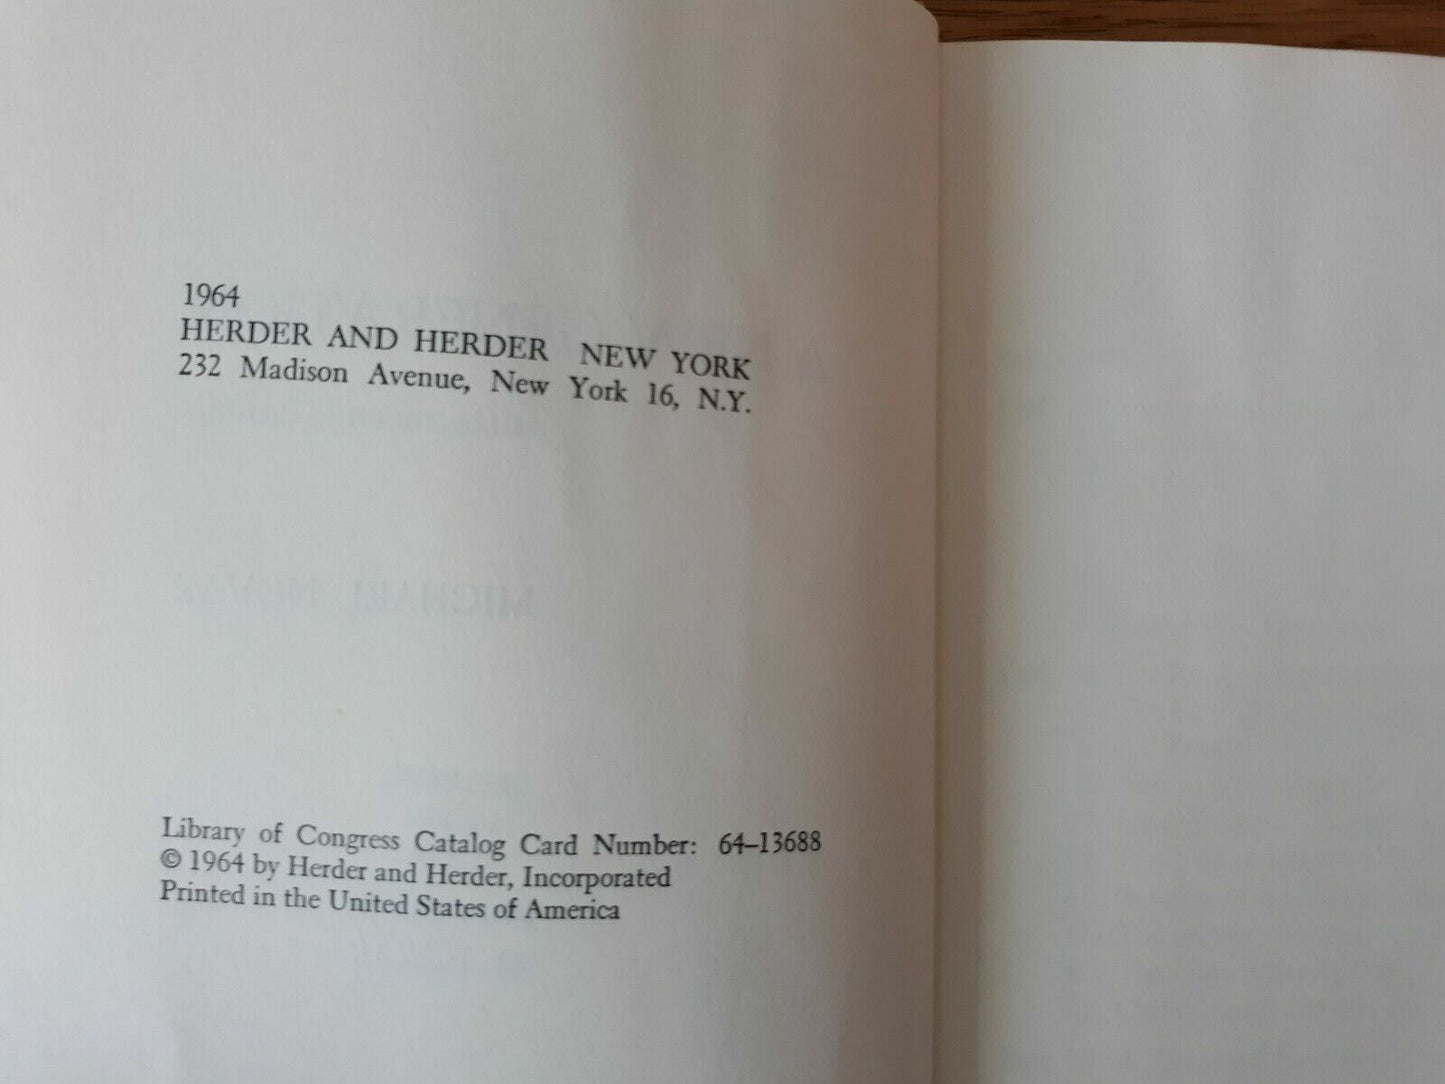 1964
HERDER AND HERDER NEW YORK
232 Madison Avenue, New York 16, N.Y.
Library of Congress Catalog Card Number: 64–13688
© 1964 by Herder and Herder, Incorporated
Printed in the United States of America